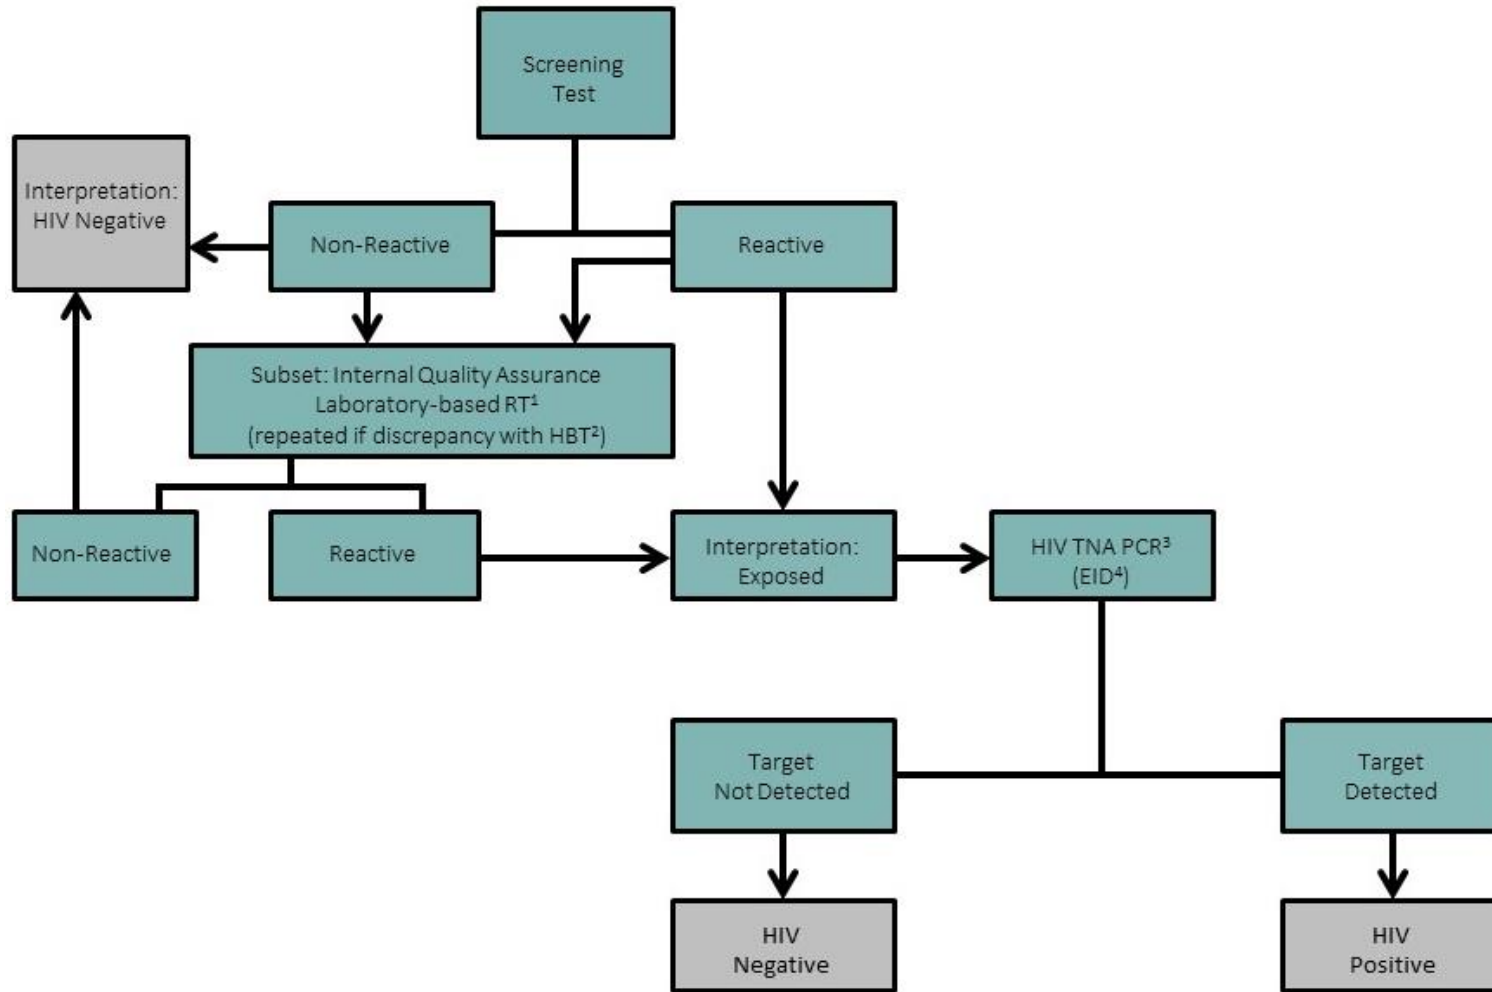 Screening
Test
Interpretation:
HIV Negative
Non-Reactive
Reactive
Subset: Internal Quality Assurance
Laboratory-based RT¹
(repeated if discrepancy with HBT²)
Non-Reactive
Reactive
Interpretation:
Exposed
HIV TNA PCR³
(EID⁴)
Target
Not Detected
Target
Detected
HIV
Negative
HIV
Positive